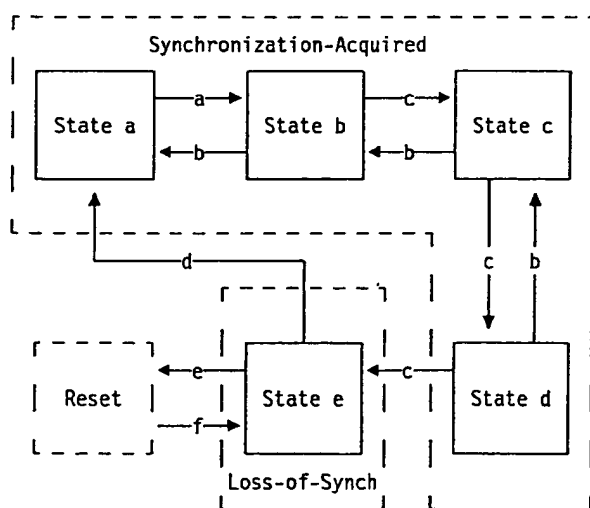 Synchronization-Acquired
a
c
State a
State b
State c
b
b
d
c
b
e
c
Reset
State e
State d
f
Loss-of-Synch